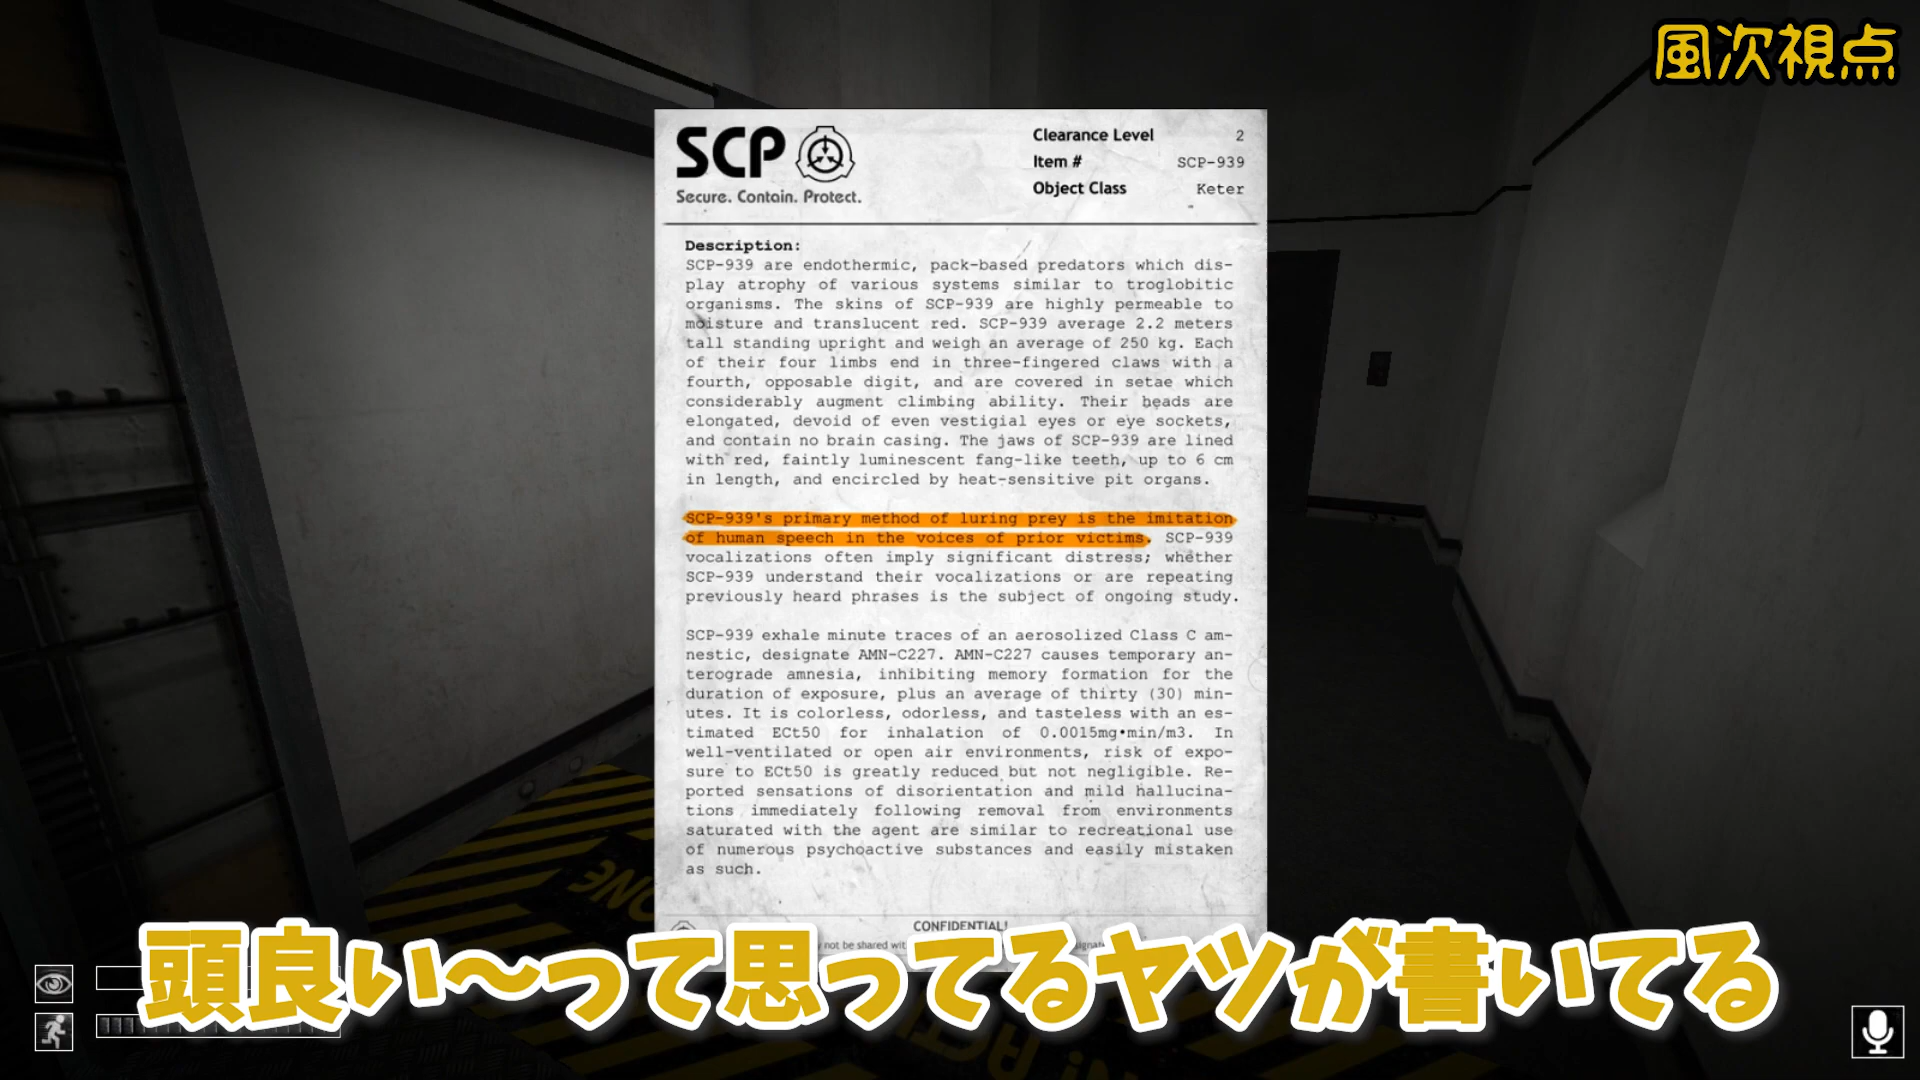 風次視点
SCP
Secure. Contain. Protect.
Clearance Level 2
Item # SCP-939
Object Class Keter
Description:
SCP-939 are endothermic, pack-based predators which dis-
play atrophy of various systems similar to troglobitic
organisms. The skins of SCP-939 are highly permeable to
moisture and translucent red. SCP-939 average 2.2 meters
tall standing upright and weigh an average of 250 kg. Each
of their four limbs end in three-fingered claws with a
fourth, opposable digit, and are covered in setae which
considerably augment climbing ability. Their heads are
elongated, devoid of even vestigial eyes or eye sockets,
and contain no brain casing. The jaws of SCP-939 are lined
with red, faintly luminescent fang-like teeth, up to 6 cm
in length, and encircled by heat-sensitive pit organs.
SCP-939's primary method of luring prey is the imitation
of human speech in the voices of prior victims. SCP-939
vocalizations often imply significant distress; whether
SCP-939 understand their vocalizations or are repeating
previously heard phrases is the subject of ongoing study.
SCP-939 exhale minute traces of an aerosolized Class C am-
nestic, designate AMN-C227. AMN-C227 causes temporary an-
terograde amnesia, inhibiting memory formation for the
duration of exposure, plus an average of thirty (30) min-
utes. It is colorless, odorless, and tasteless with an es-
timated ECt50 for inhalation of 0.0015mg•min/m3. In
well-ventilated or open air environments, risk of expo-
sure to ECt50 is greatly reduced but not negligible. Re-
ported sensations of disorientation and mild hallucina-
tions immediately following removal from environments
saturated with the agent are similar to recreational use
of numerous psychoactive substances and easily mistaken
as such.
CONFIDENTIAL!
not be shared
頭良い〜って思ってるヤツが書いてる